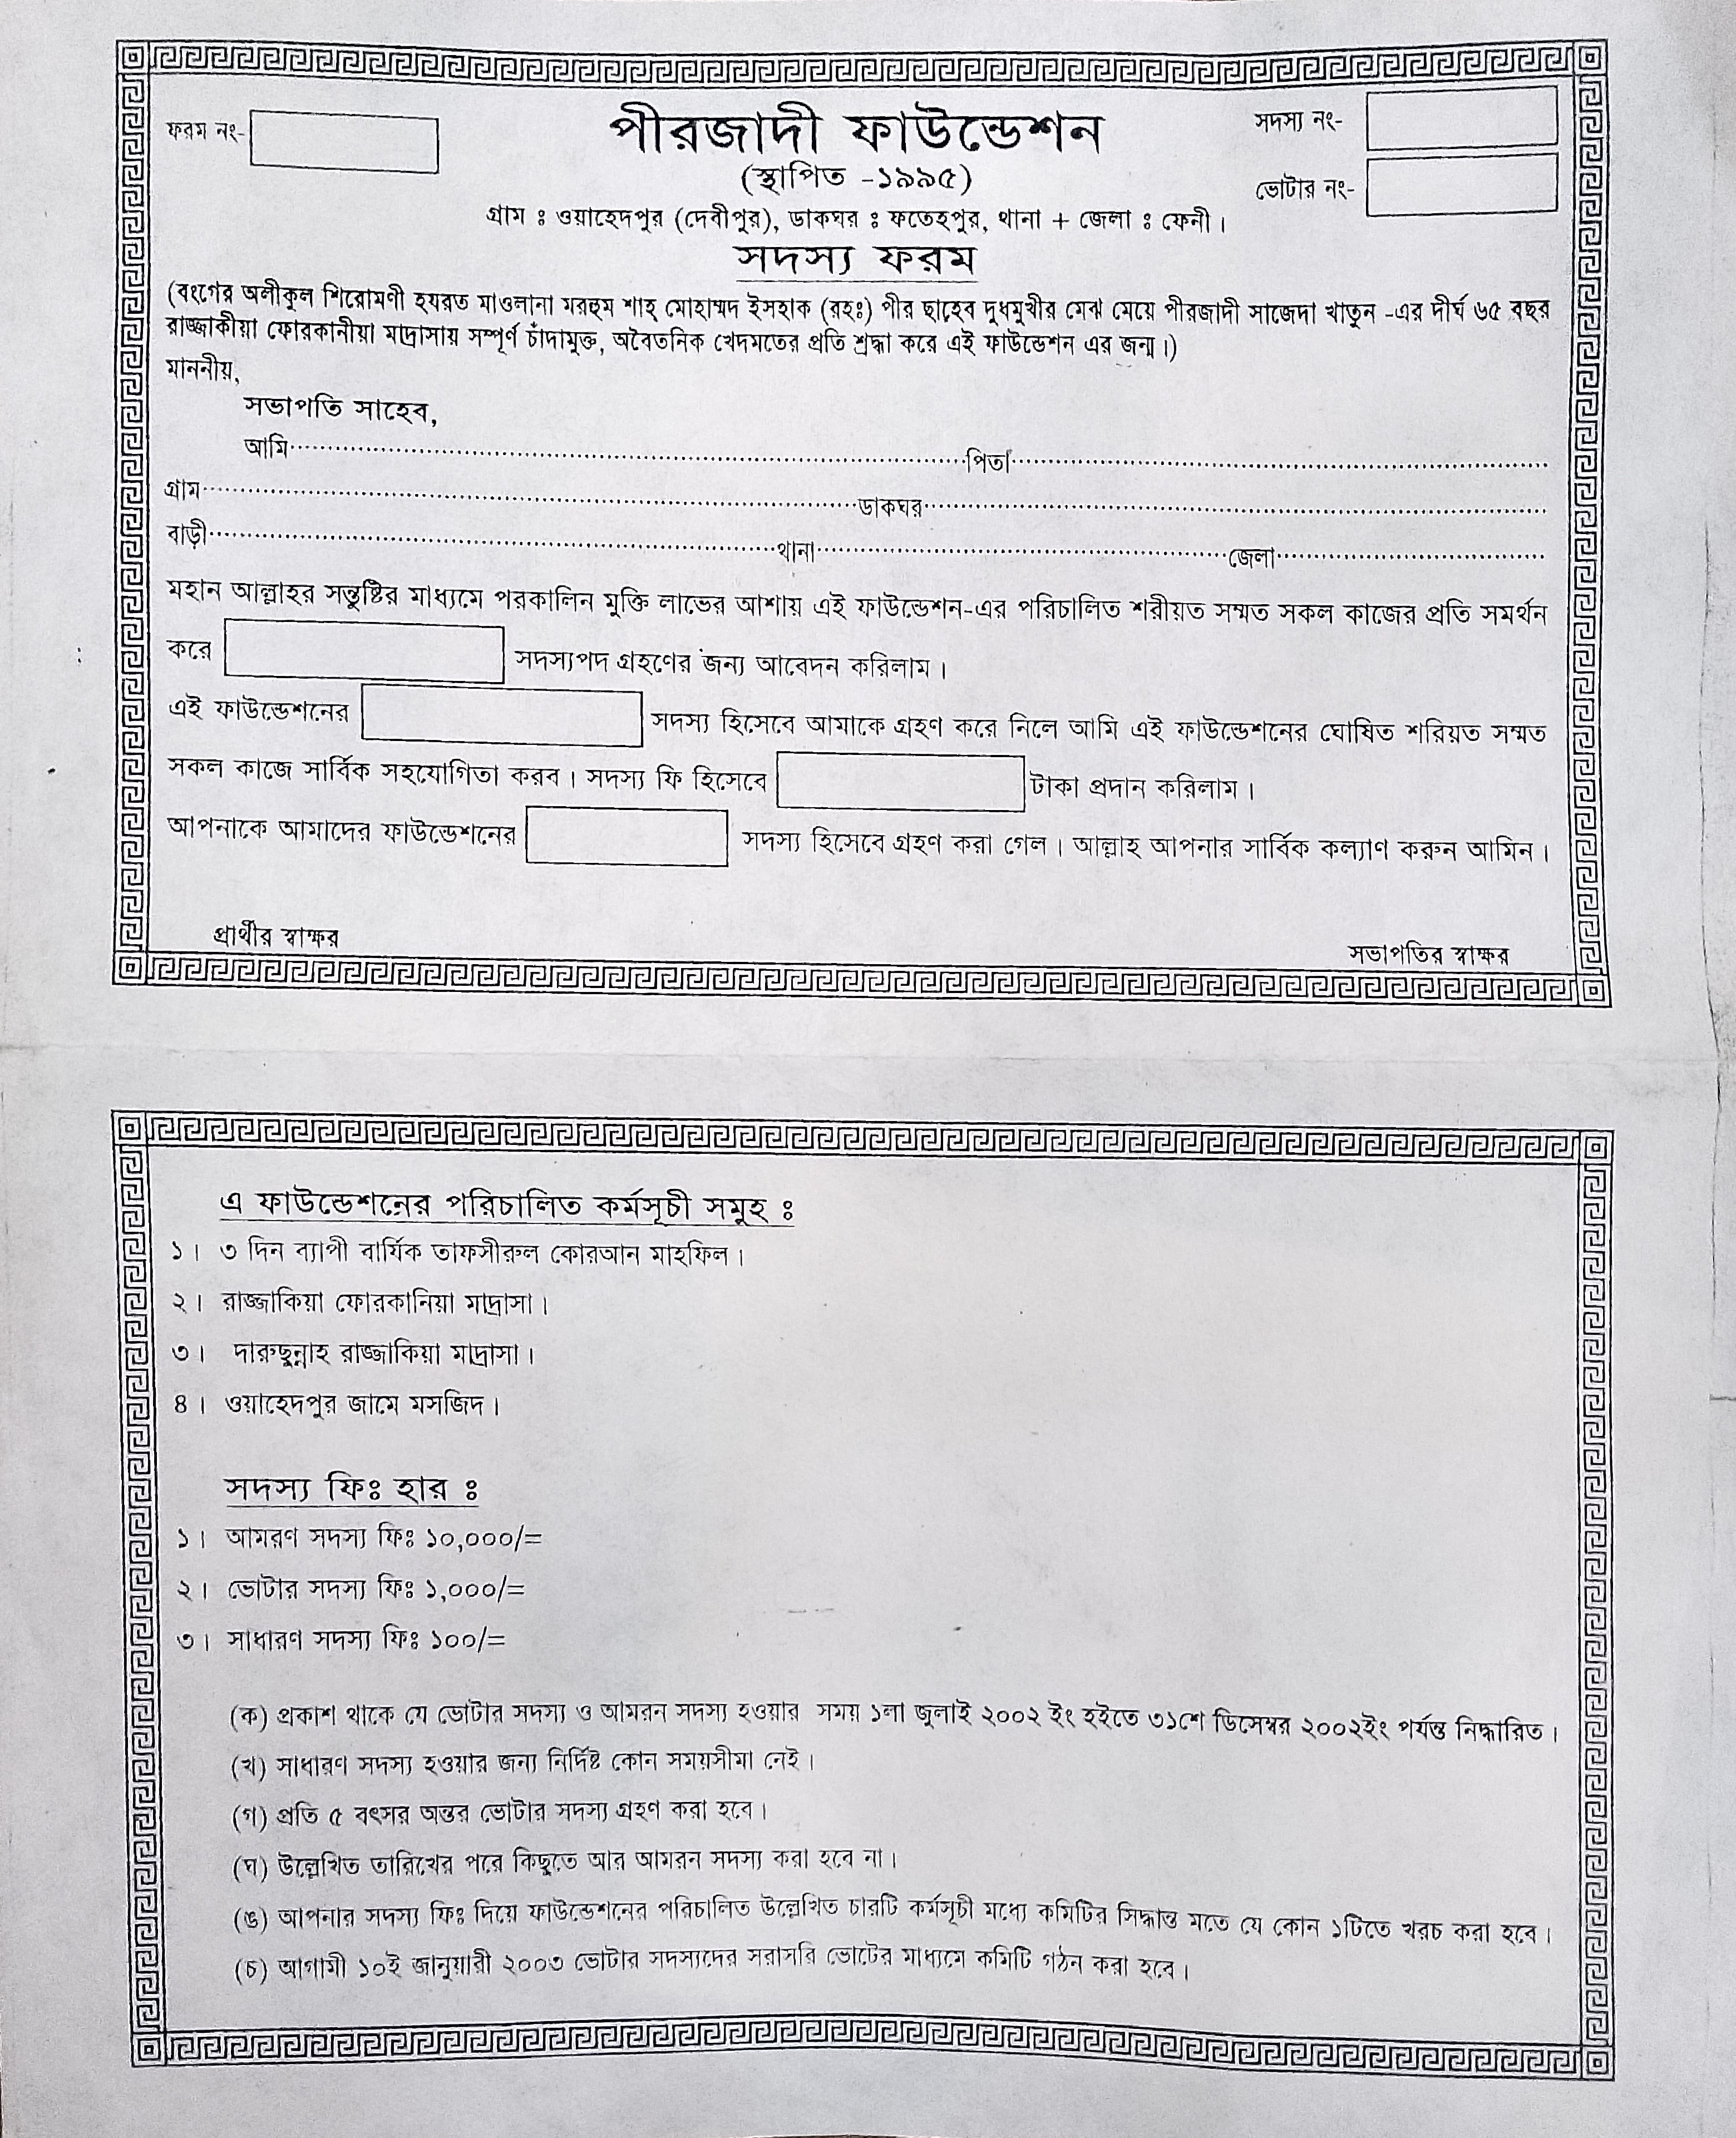 ফরম নং-
পীরজাদী ফাউন্ডেশন
সদস্য নং-
(স্থাপিত -১৯৯৫)
ভোটার নং-
গ্রাম ঃ ওয়াহেদপুর (দেবীপুর), ডাকঘর ঃ ফতেহপুর, থানা + জেলা ঃ ফেনী।
সদস্য ফরম
(বংগের অলীকুল শিরোমণী হযরত মাওলানা মরহুম শাহ্ মোহাম্মদ ইসহাক (রহঃ) পীর ছাহেব দুধমুখীর মেঝ মেয়ে পীরজাদী সাজেদা খাতুন -এর দীর্ঘ ৬৫ বছর
রাজ্জাকীয়া ফোরকানীয়া মাদ্রাসায় সম্পূর্ণ চাঁদামুক্ত, অবৈতনিক খেদমতের প্রতি শ্রদ্ধা করে এই ফাউন্ডেশন এর জন্ম।)
মাননীয়,
সভাপতি সাহেব,
আমি.......................................................পিতা.......................................................
গ্রাম.......................................................ডাকঘর.......................................................
বাড়ী.......................................................থানা........................................জেলা..............................
মহান আল্লাহর সন্তুষ্টির মাধ্যমে পরকালিন মুক্তি লাভের আশায় এই ফাউন্ডেশন-এর পরিচালিত শরীয়ত সম্মত সকল কাজের প্রতি সমর্থন
করে সদস্যপদ গ্রহণের জন্য আবেদন করিলাম।
এই ফাউন্ডেশনের সদস্য হিসেবে আমাকে গ্রহণ করে নিলে আমি এই ফাউন্ডেশনের ঘোষিত শরিয়ত সম্মত
সকল কাজে সার্বিক সহযোগিতা করব। সদস্য ফি হিসেবে টাকা প্রদান করিলাম।
আপনাকে আমাদের ফাউন্ডেশনের সদস্য হিসেবে গ্রহণ করা গেল। আল্লাহ আপনার সার্বিক কল্যাণ করুন আমিন।
প্রার্থীর স্বাক্ষর
সভাপতির স্বাক্ষর
এ ফাউন্ডেশনের পরিচালিত কর্মসূচী সমুহ ঃ
১। ৩ দিন ব্যাপী বার্ষিক তাফসীরুল কোরআন মাহফিল।
২। রাজ্জাকিয়া ফোরকানিয়া মাদ্রাসা।
৩। দারুছুন্নাহ রাজ্জাকিয়া মাদ্রাসা।
৪। ওয়াহেদপুর জামে মসজিদ।
সদস্য ফিঃ হার ঃ
১। আমরণ সদস্য ফিঃ ১০,০০০/=
২। ভোটার সদস্য ফিঃ ১,০০০/=
৩। সাধারণ সদস্য ফিঃ ১০০/=
(ক) প্রকাশ থাকে যে ভোটার সদস্য ও আমরন সদস্য হওয়ার সময় ১লা জুলাই ২০০২ ইং হইতে ৩১শে ডিসেম্বর ২০০২ইং পর্যন্ত নিদ্ধারিত।
(খ) সাধারণ সদস্য হওয়ার জন্য নির্দিষ্ট কোন সময়সীমা নেই।
(গ) প্রতি ৫ বৎসর অন্তর ভোটার সদস্য গ্রহণ করা হবে।
(ঘ) উল্লেখিত তারিখের পরে কিছুতে আর আমরন সদস্য করা হবে না।
(ঙ) আপনার সদস্য ফিঃ দিয়ে ফাউন্ডেশনের পরিচালিত উল্লেখিত চারটি কর্মসূচী মধ্যে কমিটির সিদ্ধান্ত মতে যে কোন ১টিতে খরচ করা হবে।
(চ) আগামী ১০ই জানুয়ারী ২০০৩ ভোটার সদস্যদের সরাসরি ভোটের মাধ্যমে কমিটি গঠন করা হবে।